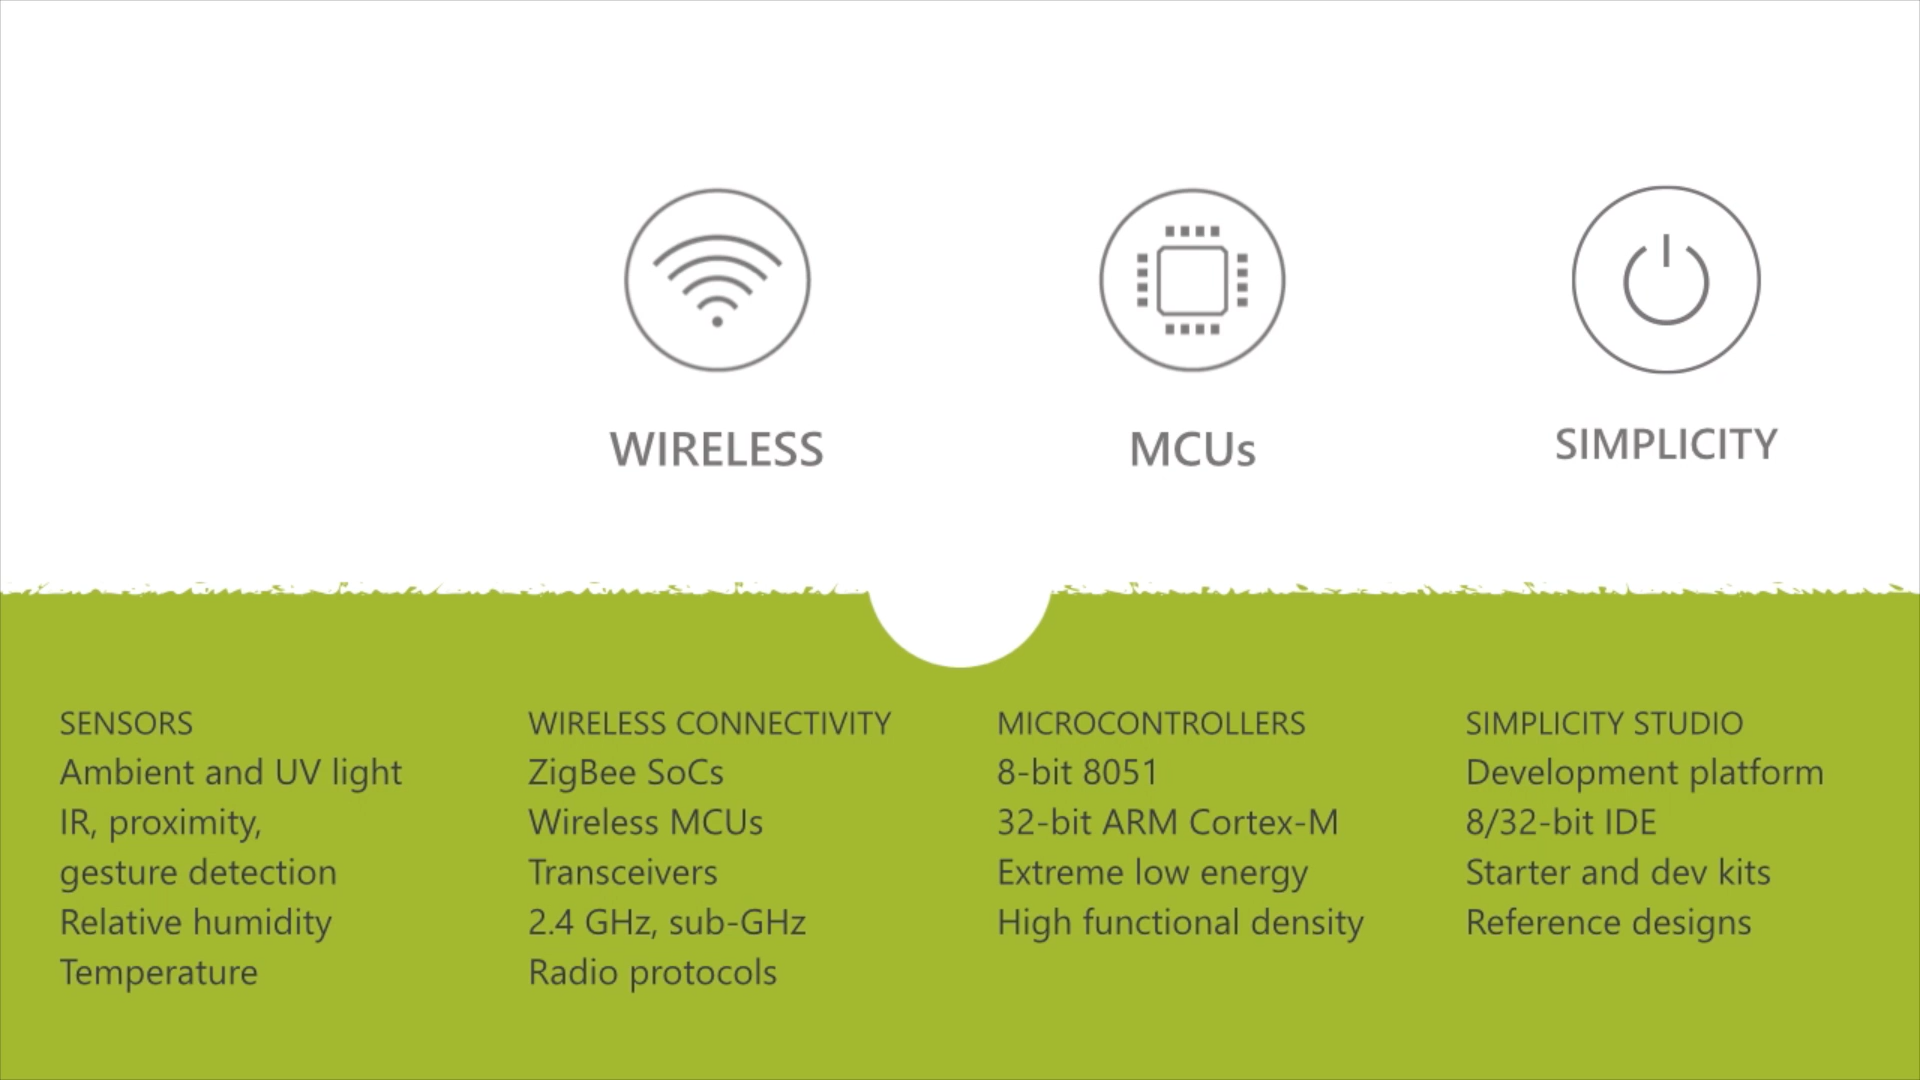 WIRELESS
MCUs
SIMPLICITY
SENSORS
Ambient and UV light
IR, proximity,
gesture detection
Relative humidity
Temperature
WIRELESS CONNECTIVITY
ZigBee SoCs
Wireless MCUs
Transceivers
2.4 GHz, sub-GHz
Radio protocols
MICROCONTROLLERS
8-bit 8051
32-bit ARM Cortex-M
Extreme low energy
High functional density
SIMPLICITY STUDIO
Development platform
8/32-bit IDE
Starter and dev kits
Reference designs